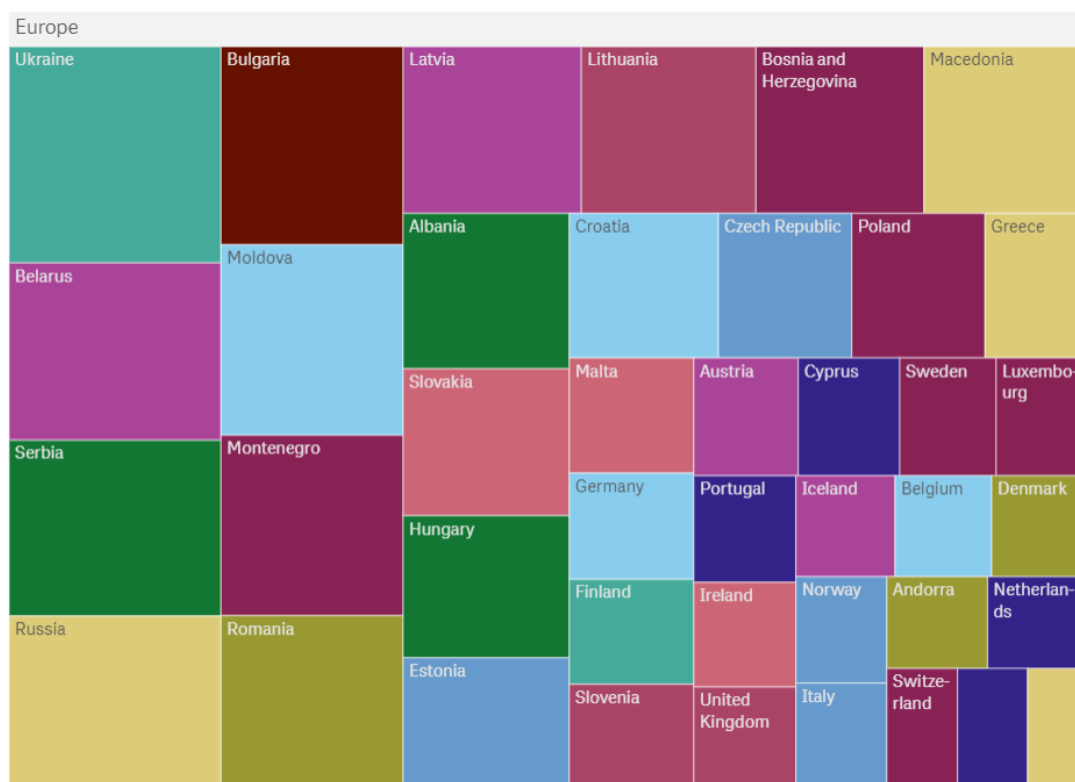 Europe
Ukraine
Bulgaria
Latvia
Lithuania
Bosnia and
Herzegovina
Macedonia
Albania
Croatia
Czech Republic
Poland
Greece
Moldova
Belarus
Slovakia
Malta
Austria
Cyprus
Sweden
Luxembo-
urg
Serbia
Montenegro
Germany
Portugal
Iceland
Belgium
Denmark
Hungary
Finland
Ireland
Norway
Andorra
Netherlan-
ds
Russia
Romania
Estonia
Slovenia
United
Kingdom
Italy
Switze-
rland